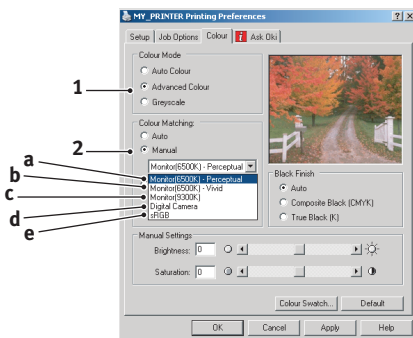 MY_PRINTER Printing Preferences
Setup Job Options Colour Ask Oki
Colour Mode
Auto Colour
1
Advanced Colour
Greyscale
Colour Matching:
Auto
2
Manual
a
Monitor(6500K) - Perceptual
b
Monitor(6500K) - Perceptual
c
Monitor(6500K) - Vivid
d
Monitor(9300K)
e
Digital Camera
sRGB
Black Finish
Auto
Composite Black (CMYK)
True Black (K)
Manual Settings
Brightness: 0
Saturation: 0
Colour Swatch... Default
OK Cancel Apply Help